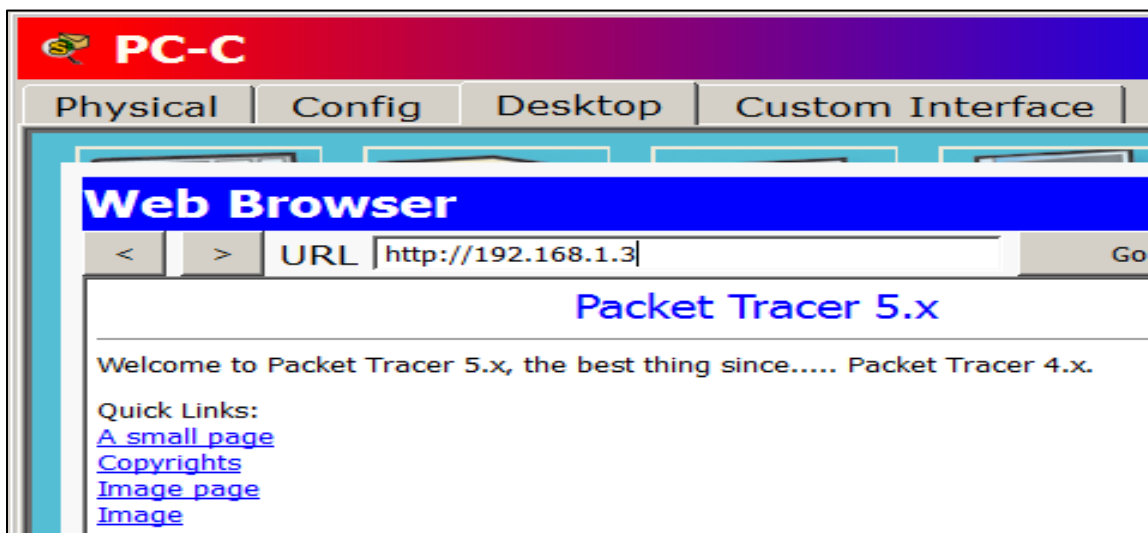 PC-C
Physical Config Desktop Custom Interface
Web Browser
< > URL http://192.168.1.3 Go
Packet Tracer 5.x
Welcome to Packet Tracer 5.x, the best thing since..... Packet Tracer 4.x.
Quick Links:
A small page
Copyrights
Image page
Image